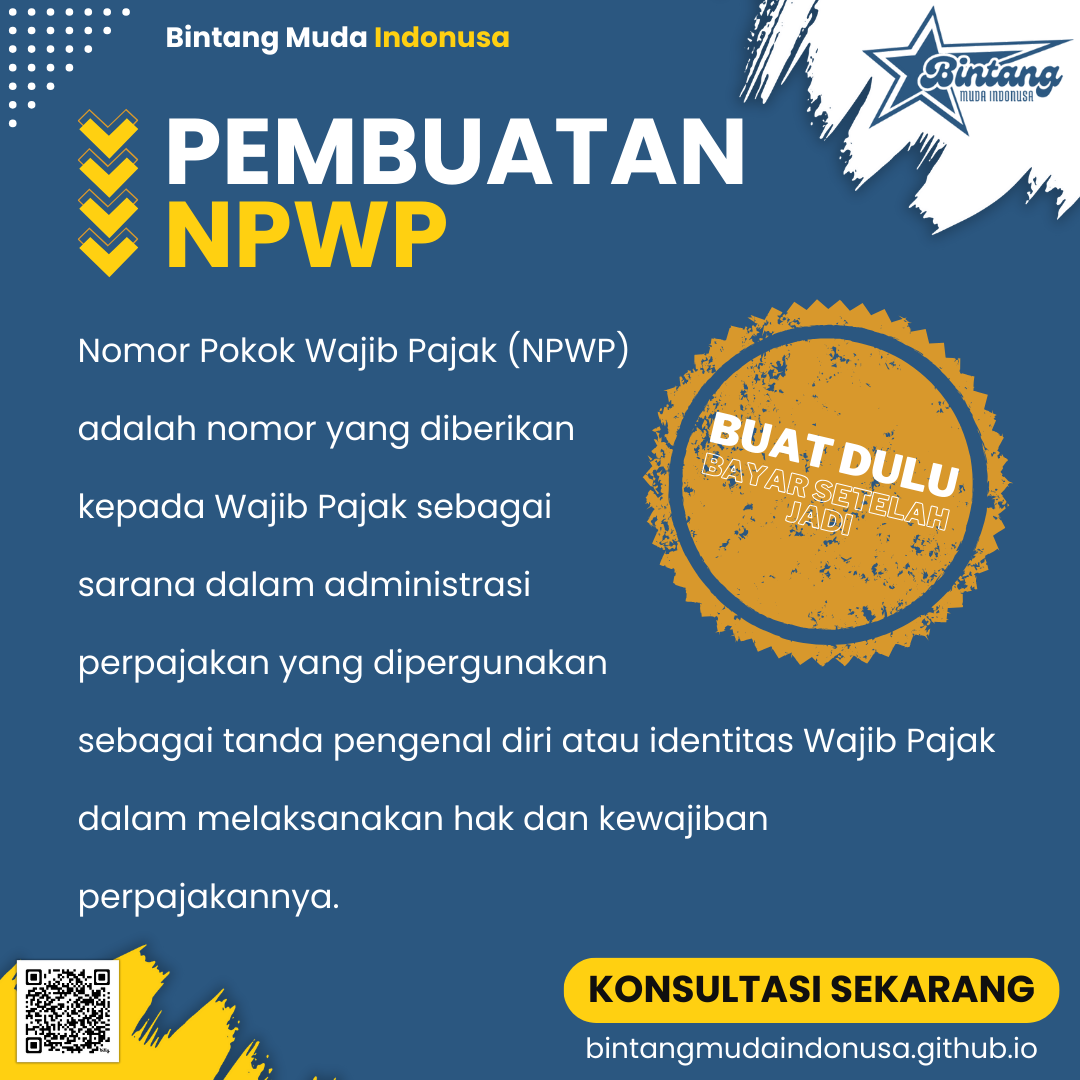 Bintang Muda Indonusa
Bintang
MUDA INDONUSA
PEMBUATAN
NPWP
Nomor Pokok Wajib Pajak (NPWP)
adalah nomor yang diberikan
kepada Wajib Pajak sebagai
sarana dalam administrasi
perpajakan yang dipergunakan
sebagai tanda pengenal diri atau identitas Wajib Pajak
dalam melaksanakan hak dan kewajiban
perpajakannya.
BUAT DULU
BAYAR SETELAH
JADI
KONSULTASI SEKARANG
bintangmudaindonusa.github.io